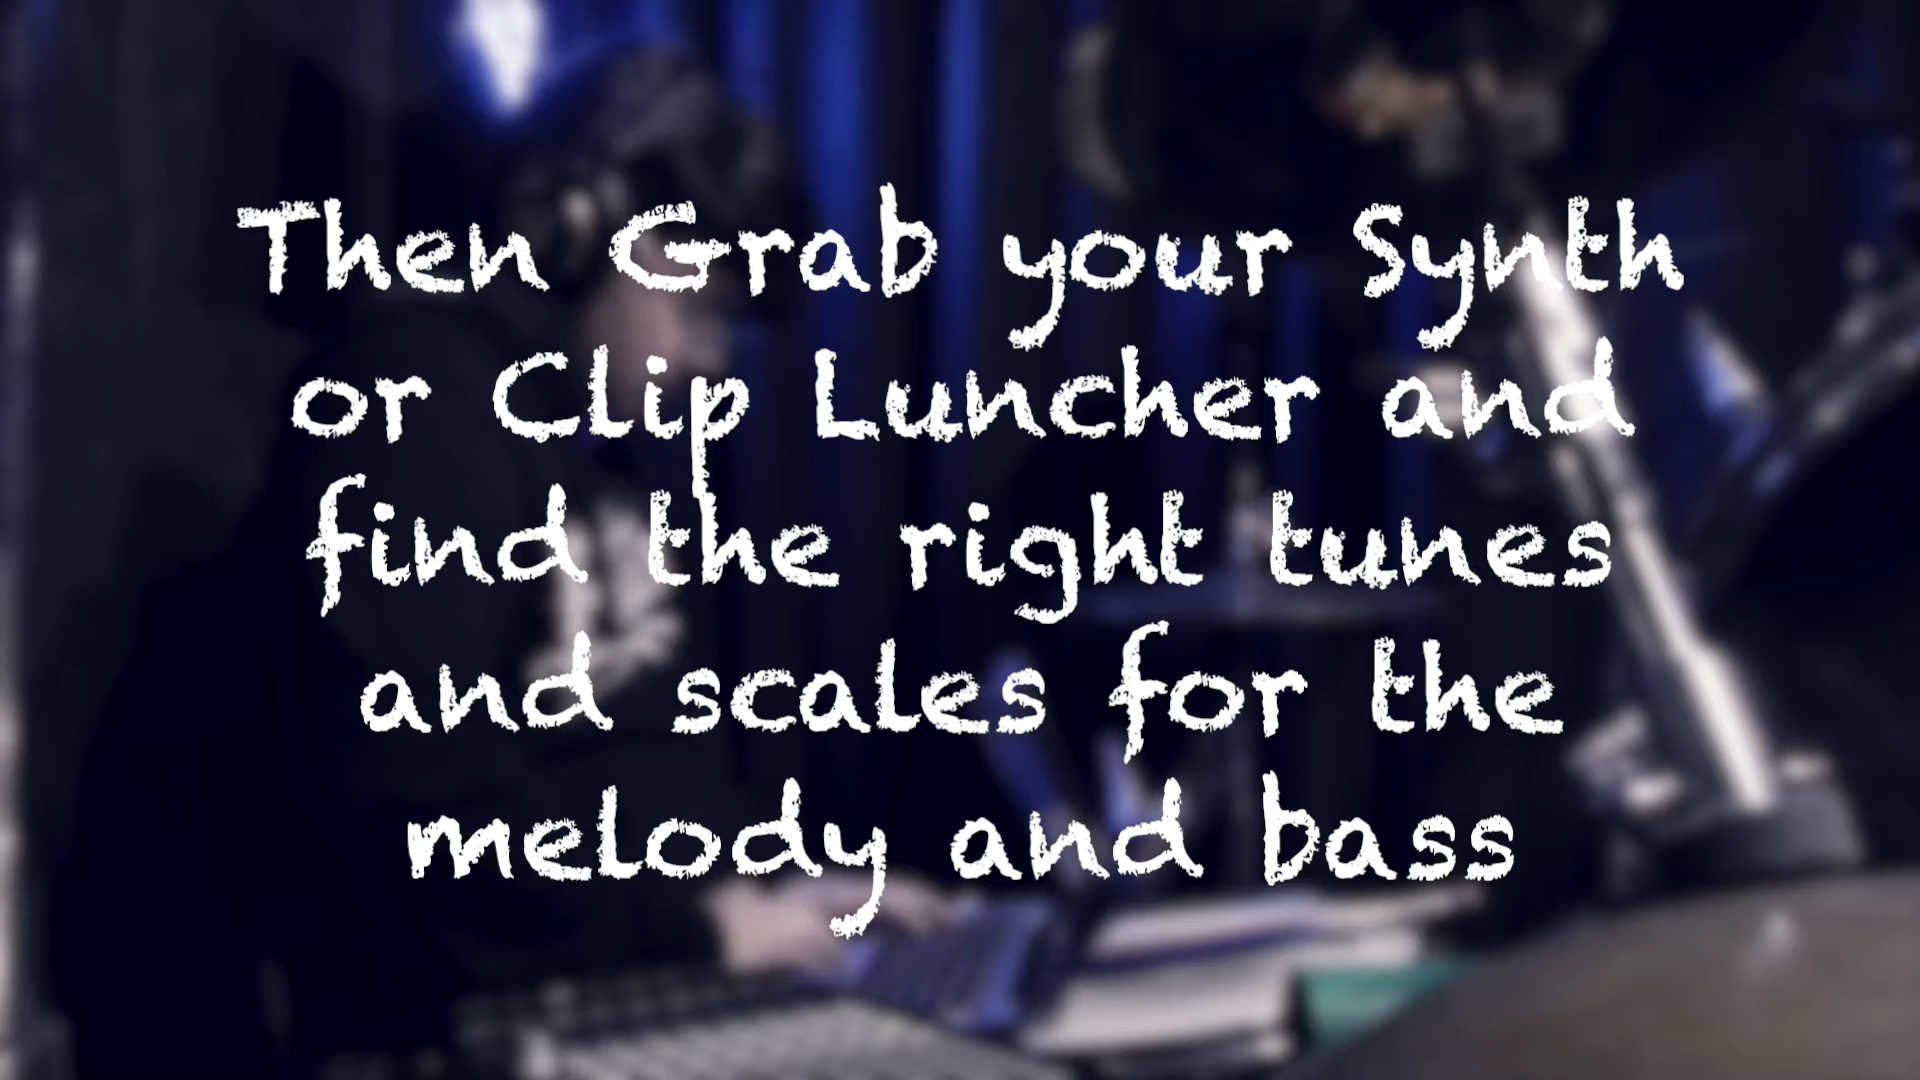 Then Grab your Synth
or Clip Luncher and
find the right tunes
and scales for the
melody and bass